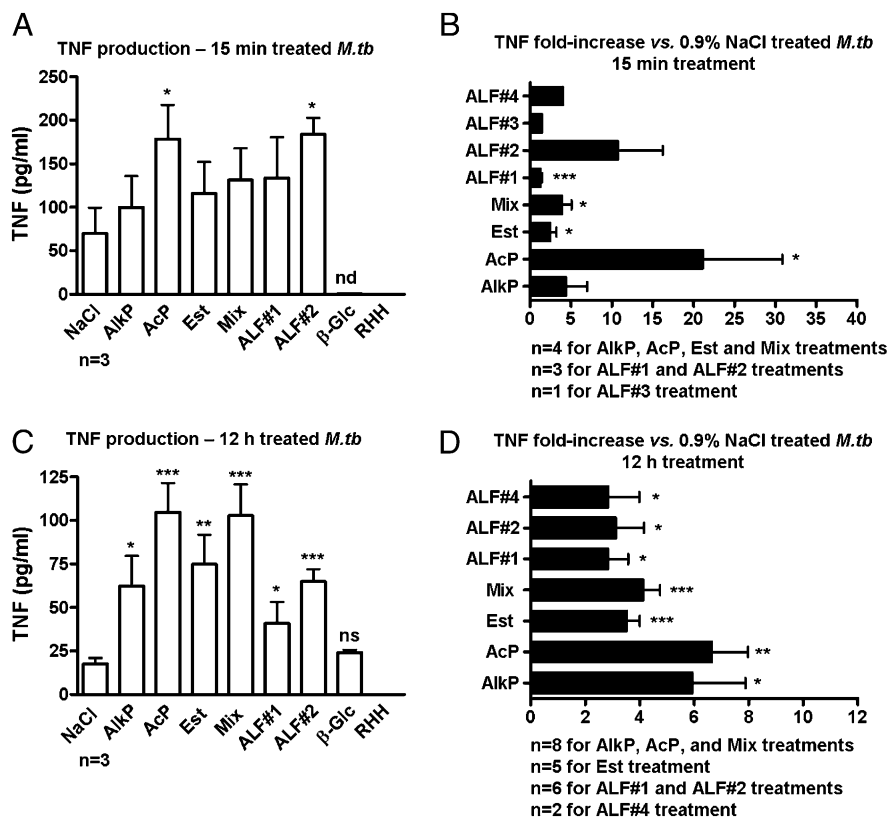 A
TNF production – 15 min treated M.tb
TNF (pg/ml)
250
200
150
100
50
0
*
*
nd
NaCl
AlkP
AcP
Est
Mix
ALF#1
ALF#2
β-Glc
RHH
n=3
B
TNF fold-increase vs. 0.9% NaCl treated M.tb
15 min treatment
ALF#4
ALF#3
ALF#2
ALF#1 ***
Mix *
Est *
AcP *
AlkP
0 5 10 15 20 25 30 35 40
n=4 for AlkP, AcP, Est and Mix treatments
n=3 for ALF#1 and ALF#2 treatments
n=1 for ALF#3 treatment
C
TNF production – 12 h treated M.tb
TNF (pg/ml)
125
100
75
50
25
0
*
***
**
***
*
***
ns
NaCl
AlkP
AcP
Est
Mix
ALF#1
ALF#2
β-Glc
RHH
n=3
D
TNF fold-increase vs. 0.9% NaCl treated M.tb
12 h treatment
ALF#4 *
ALF#2 *
ALF#1 *
Mix ***
Est ***
AcP **
AlkP *
0 2 4 6 8 10 12
n=8 for AlkP, AcP, and Mix treatments
n=5 for Est treatment
n=6 for ALF#1 and ALF#2 treatments
n=2 for ALF#4 treatment